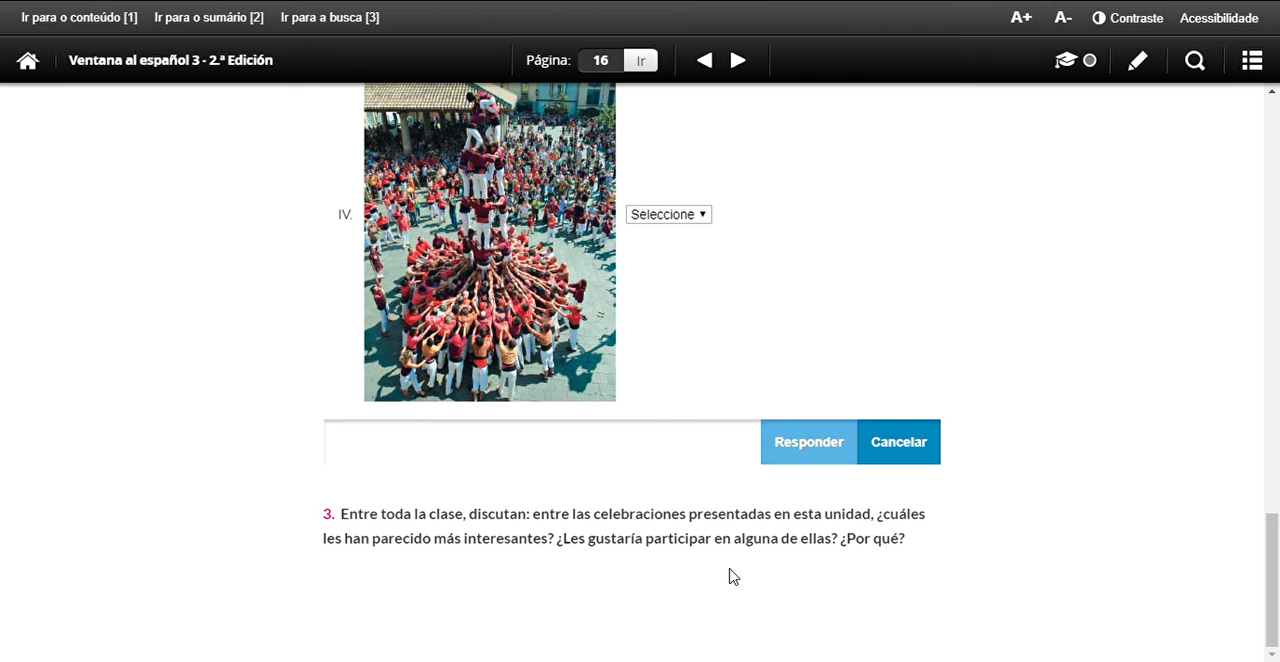 Ir para o conteúdo [1] Ir para o sumário [2] Ir para a busca [3] A+ A- Contraste Acessibilidade
Ventana al español 3 - 2.ª Edición Página: 16 Ir
IV. Seleccione
Responder Cancelar
3. Entre toda la clase, discutan: entre las celebraciones presentadas en esta unidad, ¿cuáles
les han parecido más interesantes? ¿Les gustaría participar en alguna de ellas? ¿Por qué?